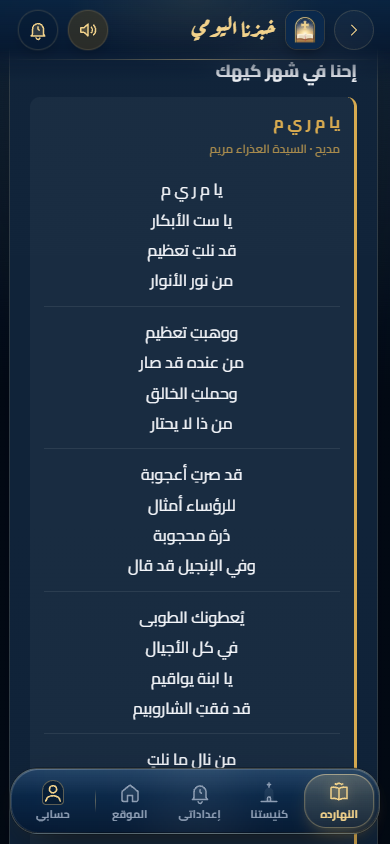 خبزنا اليومي
إحنا في شهر كيهك
يا م ر ي م
مديح · السيدة العذراء مريم
يا م ر ي م
يا ست الأبكار
قد نلتِ تعظيم
من نور الأنوار
ووهبتِ تعظيم
من عنده قد صار
وحملتِ الخالق
من ذا لا يحتار
قد صرتِ أعجوبة
للرؤساء أمثال
دُرة محجوبة
وفي الإنجيل قد قال
يُعطونك الطوبى
في كل الأجيال
يا ابنة يواقيم
قد فقتِ الشاروبيم
من نال ما نلتِ
النهارده
كنيستنا
إعداداتي
الموقع
حسابي